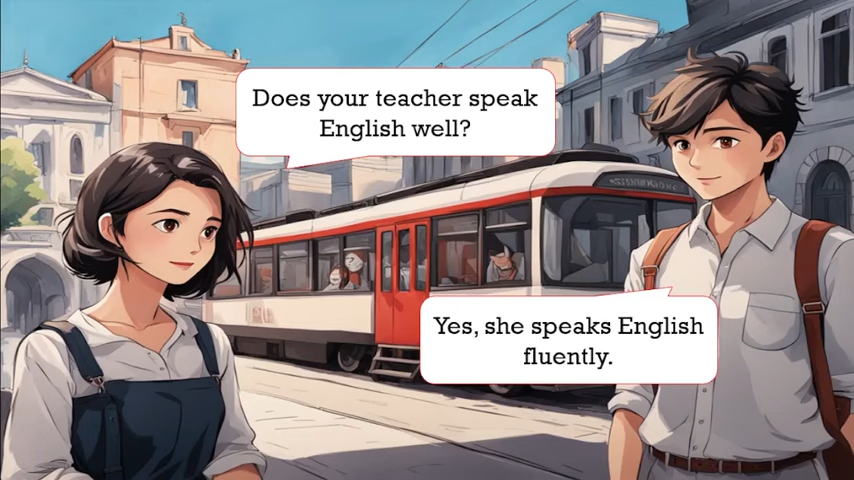 Does your teacher speak
English well?
Yes, she speaks English
fluently.